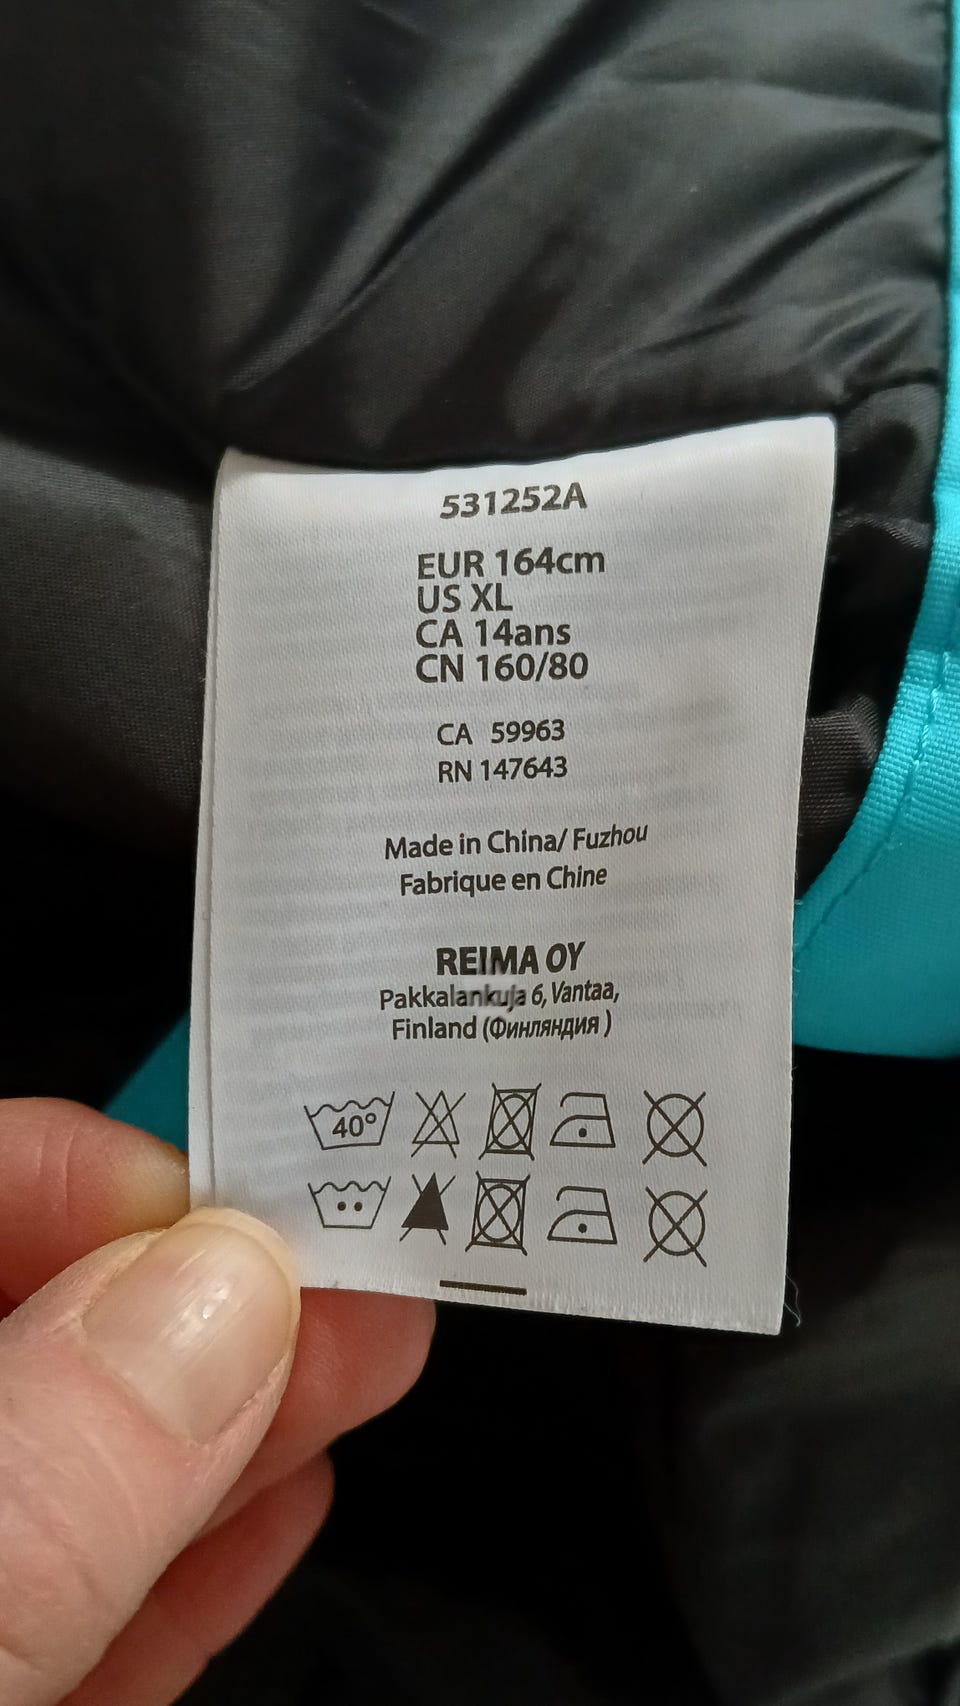 531252A
EUR 164cm
US XL
CA 14ans
CN 160/80
CA 59963
RN 147643
Made in China/ Fuzhou
Fabrique en Chine
REIMA OY
Pakkalankuja 6, Vantaa,
Finland (Финляндия )
40°